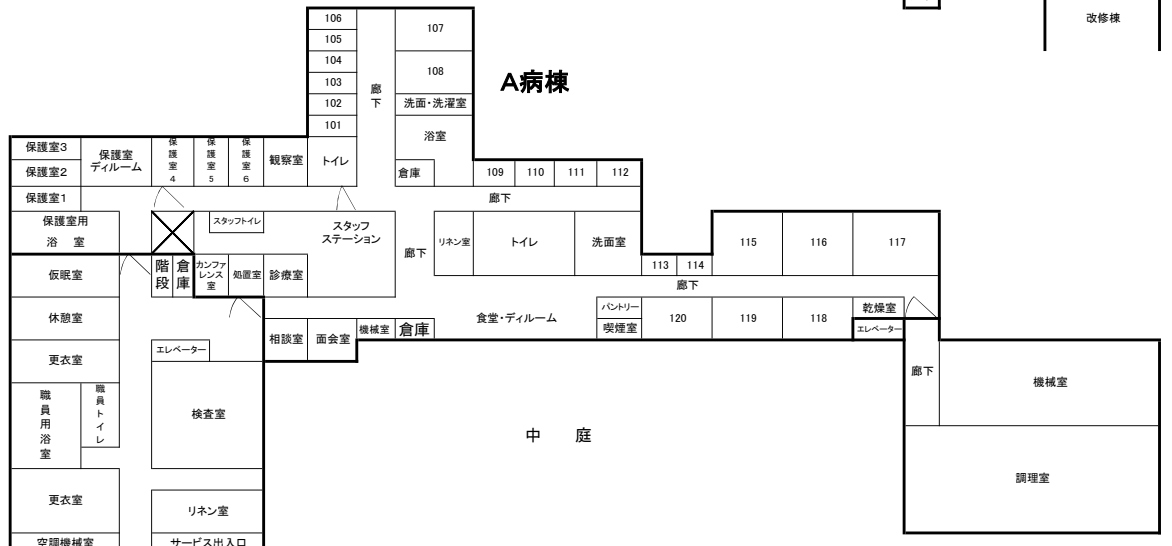 改修棟
106
107
105
104
108
A病棟
103
廊
下
102
洗面・洗濯室
101
浴室
保護室3
保護室
ディルーム
保
護
室
4
保
護
室
5
保
護
室
6
観察室
トイレ
保護室2
倉庫
109
110
111
112
保護室1
廊下
保護室用
浴 室
スタッフトイレ
スタッフ
ステーション
廊下
リネン室
トイレ
洗面室
115
116
117
仮眠室
階
段
倉
庫
カンファ
レンス
室
処置室
診療室
113
114
廊下
休憩室
相談室
面会室
機械室
倉庫
食堂・ディルーム
パントリー
喫煙室
120
119
118
乾燥室
エレベーター
更衣室
エレベーター
廊下
機械室
職
員
用
浴
室
職
員
ト
イ
レ
検査室
中 庭
調理室
更衣室
リネン室
空調機械室
サービス出入口